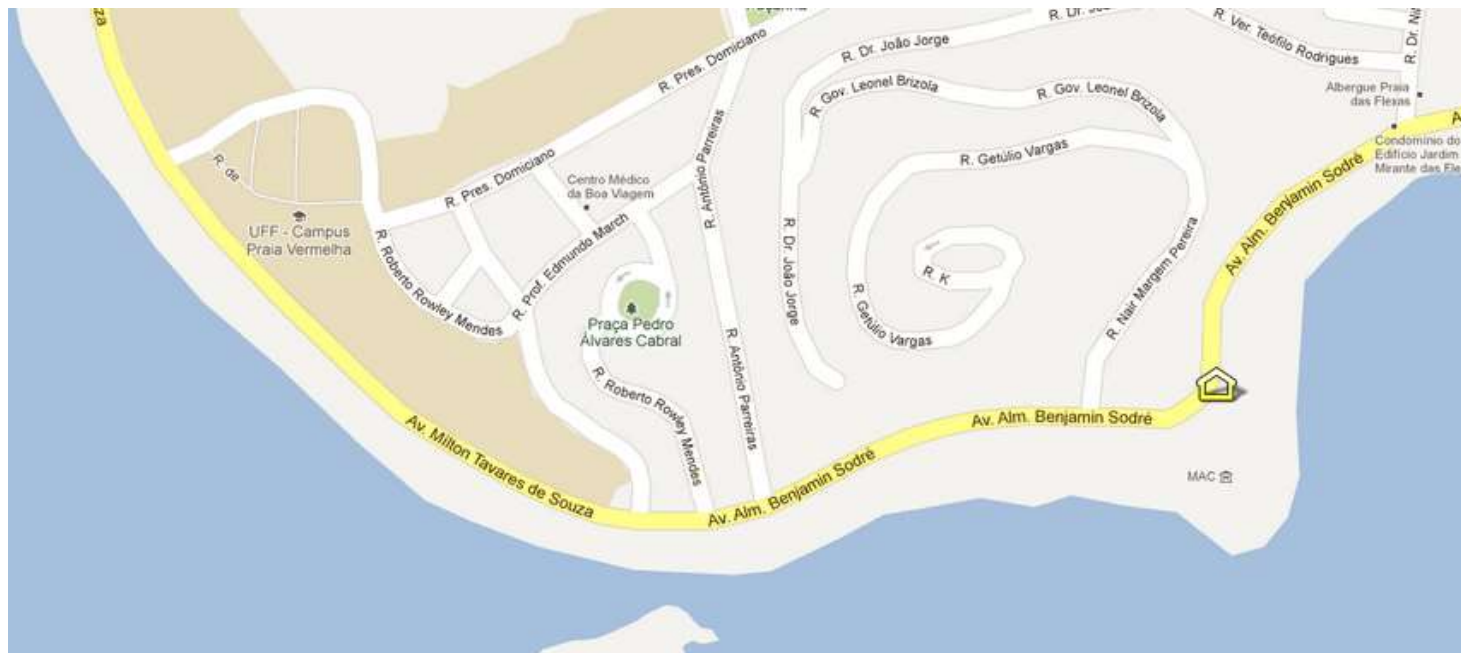 R. Dr. João Jorge
R. Ver. Teófilo Rodrigues
R. Pres. Domiciano
R. Gov. Leonel Brizola
R. Gov. Leonel Brizola
Albergue Praia
das Flexas
R. Antônio Parreiras
Condomínio do
Edifício Jardim
Mirante das
R. Getúlio Vargas
R. de
R. Pres. Domiciano
Centro Médico
da Boa Viagem
UFF - Campus
Praia Vermelha
R. Roberto Rowley Mendes
R. Prof. Edmundo March
R. Dr. João Jorge
R. K
R. Getúlio Vargas
R. Nair Margem Pereira
Av. Alm. Benjamin Sodré
Praça Pedro
Álvares Cabral
R. Antônio Parreiras
R. Roberto Rowley Mendes
Av. Milton Tavares de Souza
Av. Alm. Benjamin Sodré
Av. Alm. Benjamin Sodré
MAC